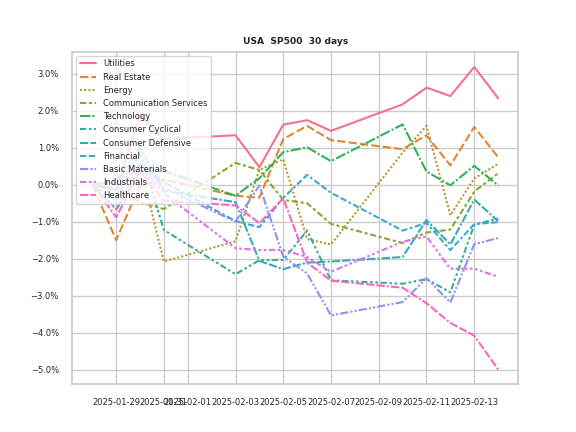 USA SP500 30 days
3.0%
2.0%
1.0%
0.0%
−1.0%
−2.0%
−3.0%
−4.0%
−5.0%
Utilities
Real Estate
Energy
Communication Services
Technology
Consumer Cyclical
Consumer Defensive
Financial
Basic Materials
Industrials
Healthcare
2025-01-29 2025-01-31 2025-02-01 2025-02-03 2025-02-05 2025-02-07 2025-02-09 2025-02-11 2025-02-13